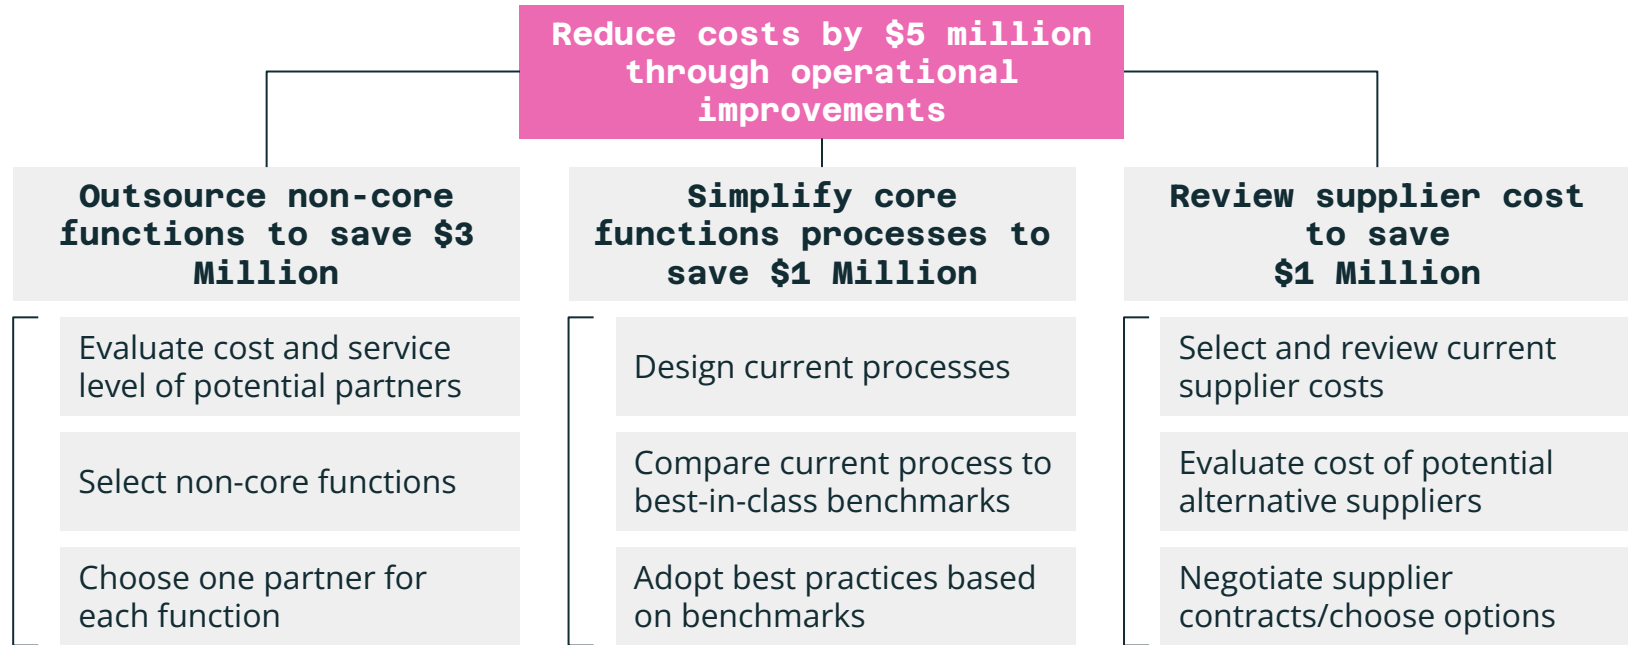 Reduce costs by $5 million
through operational
improvements
Outsource non-core
functions to save $3
Million
Evaluate cost and service
level of potential partners
Select non-core functions
Choose one partner for
each function
Simplify core
functions processes to
save $1 Million
Design current processes
Compare current process to
best-in-class benchmarks
Adopt best practices based
on benchmarks
Review supplier cost
to save
$1 Million
Select and review current
supplier costs
Evaluate cost of potential
alternative suppliers
Negotiate supplier
contracts/choose options